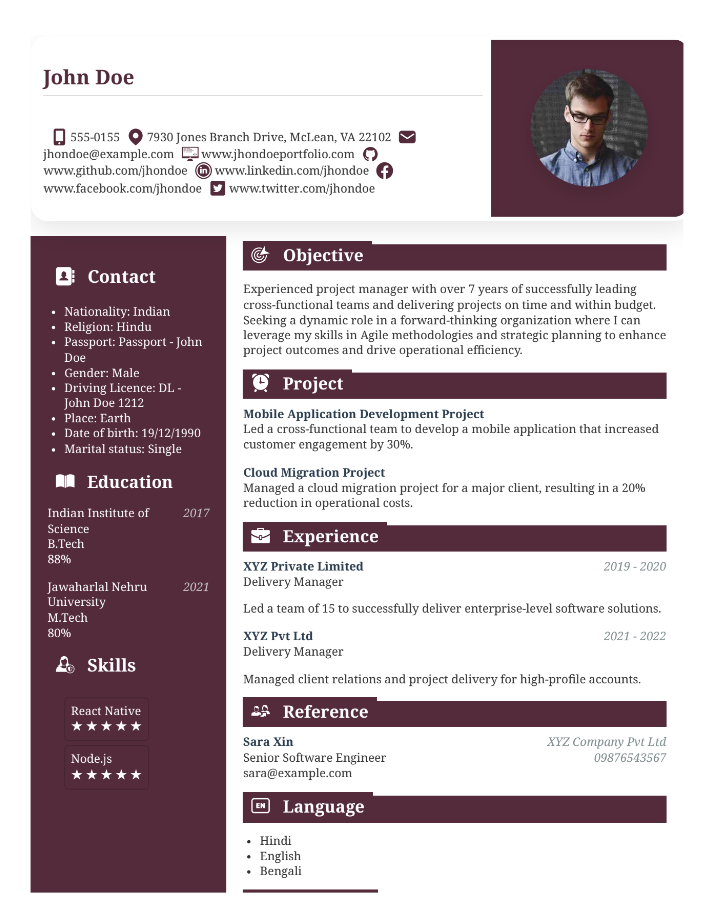 John Doe
555-0155 7930 Jones Branch Drive, McLean, VA 22102
jhondoe@example.com www.jhondoeportfolio.com
www.github.com/jhondoe www.linkedin.com/jhondoe
www.facebook.com/jhondoe www.twitter.com/jhondoe
Contact
• Nationality: Indian
• Religion: Hindu
• Passport: Passport - John
Doe
• Gender: Male
• Driving Licence: DL -
John Doe 1212
• Place: Earth
• Date of birth: 19/12/1990
• Marital status: Single
Education
Indian Institute of 2017
Science
B.Tech
88%
Jawaharlal Nehru 2021
University
M.Tech
80%
Skills
React Native
★★★★★
Node.js
★★★★★
Objective
Experienced project manager with over 7 years of successfully leading
cross-functional teams and delivering projects on time and within budget.
Seeking a dynamic role in a forward-thinking organization where I can
leverage my skills in Agile methodologies and strategic planning to enhance
project outcomes and drive operational efficiency.
Project
Mobile Application Development Project
Led a cross-functional team to develop a mobile application that increased
customer engagement by 30%.
Cloud Migration Project
Managed a cloud migration project for a major client, resulting in a 20%
reduction in operational costs.
Experience
XYZ Private Limited 2019 - 2020
Delivery Manager
Led a team of 15 to successfully deliver enterprise-level software solutions.
XYZ Pvt Ltd 2021 - 2022
Delivery Manager
Managed client relations and project delivery for high-profile accounts.
Reference
Sara Xin XYZ Company Pvt Ltd
Senior Software Engineer 09876543567
sara@example.com
EN Language
• Hindi
• English
• Bengali